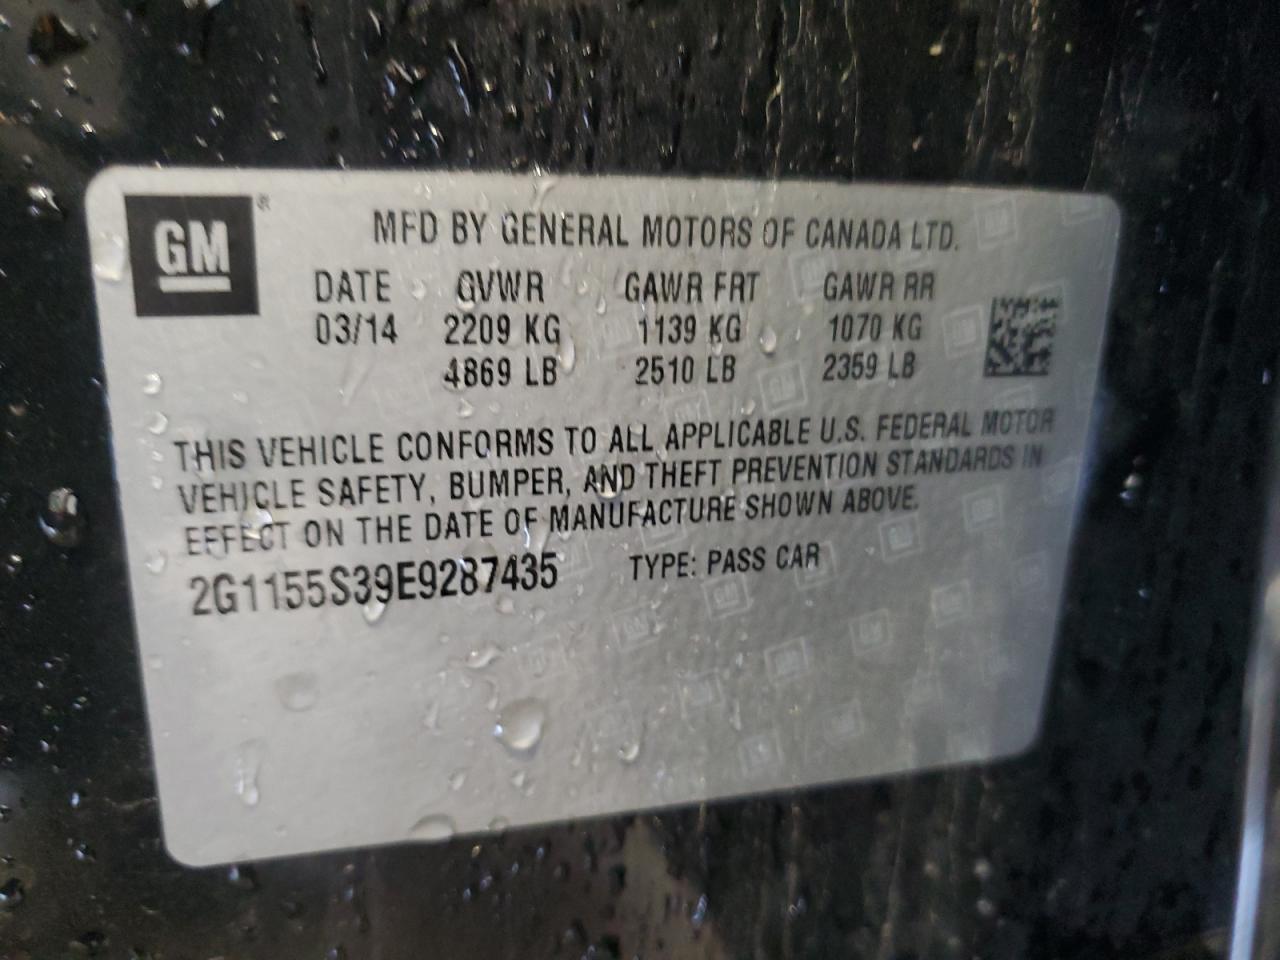 GM ®
MFD BY GENERAL MOTORS OF CANADA LTD.
DATE GVWR GAWR FRT GAWR RR
03/14 2209 KG 1139 KG 1070 KG
4869 LB 2510 LB 2359 LB
THIS VEHICLE CONFORMS TO ALL APPLICABLE U.S. FEDERAL MOTOR
VEHICLE SAFETY, BUMPER, AND THEFT PREVENTION STANDARDS IN
EFFECT ON THE DATE OF MANUFACTURE SHOWN ABOVE.
2G1155S39E9287435 TYPE: PASS CAR